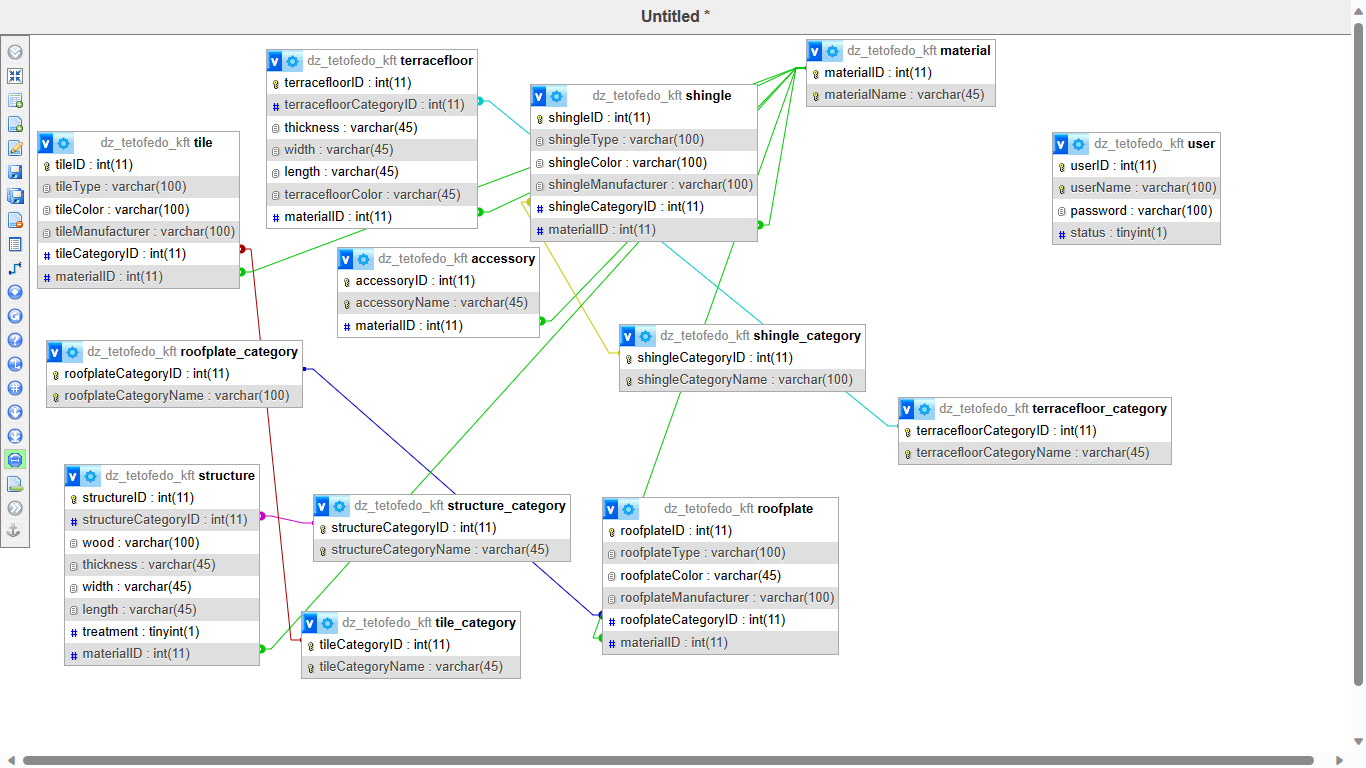 Untitled *
dz_tetofedo_kft material
materialID : int(11)
materialName : varchar(45)
dz_tetofedo_kft terracefloor
terracefloorID : int(11)
terracefloorCategoryID : int(11)
thickness : varchar(45)
width : varchar(45)
length : varchar(45)
terracefloorColor : varchar(45)
materialID : int(11)
dz_tetofedo_kft shingle
shingleID : int(11)
shingleType : varchar(100)
shingleColor : varchar(100)
shingleManufacturer : varchar(100)
shingleCategoryID : int(11)
materialID : int(11)
dz_tetofedo_kft tile
tileID : int(11)
tileType : varchar(100)
tileColor : varchar(100)
tileManufacturer : varchar(100)
tileCategoryID : int(11)
materialID : int(11)
dz_tetofedo_kft user
userID : int(11)
userName : varchar(100)
password : varchar(100)
status : tinyint(1)
dz_tetofedo_kft accessory
accessoryID : int(11)
accessoryName : varchar(45)
materialID : int(11)
dz_tetofedo_kft shingle_category
shingleCategoryID : int(11)
shingleCategoryName : varchar(100)
dz_tetofedo_kft roofplate_category
roofplateCategoryID : int(11)
roofplateCategoryName : varchar(100)
dz_tetofedo_kft terracefloor_category
terracefloorCategoryID : int(11)
terracefloorCategoryName : varchar(45)
dz_tetofedo_kft structure
structureID : int(11)
structureCategoryID : int(11)
wood : varchar(100)
thickness : varchar(45)
width : varchar(45)
length : varchar(45)
treatment : tinyint(1)
materialID : int(11)
dz_tetofedo_kft structure_category
structureCategoryID : int(11)
structureCategoryName : varchar(45)
dz_tetofedo_kft roofplate
roofplateID : int(11)
roofplateType : varchar(100)
roofplateColor : varchar(45)
roofplateManufacturer : varchar(100)
roofplateCategoryID : int(11)
materialID : int(11)
dz_tetofedo_kft tile_category
tileCategoryID : int(11)
tileCategoryName : varchar(45)